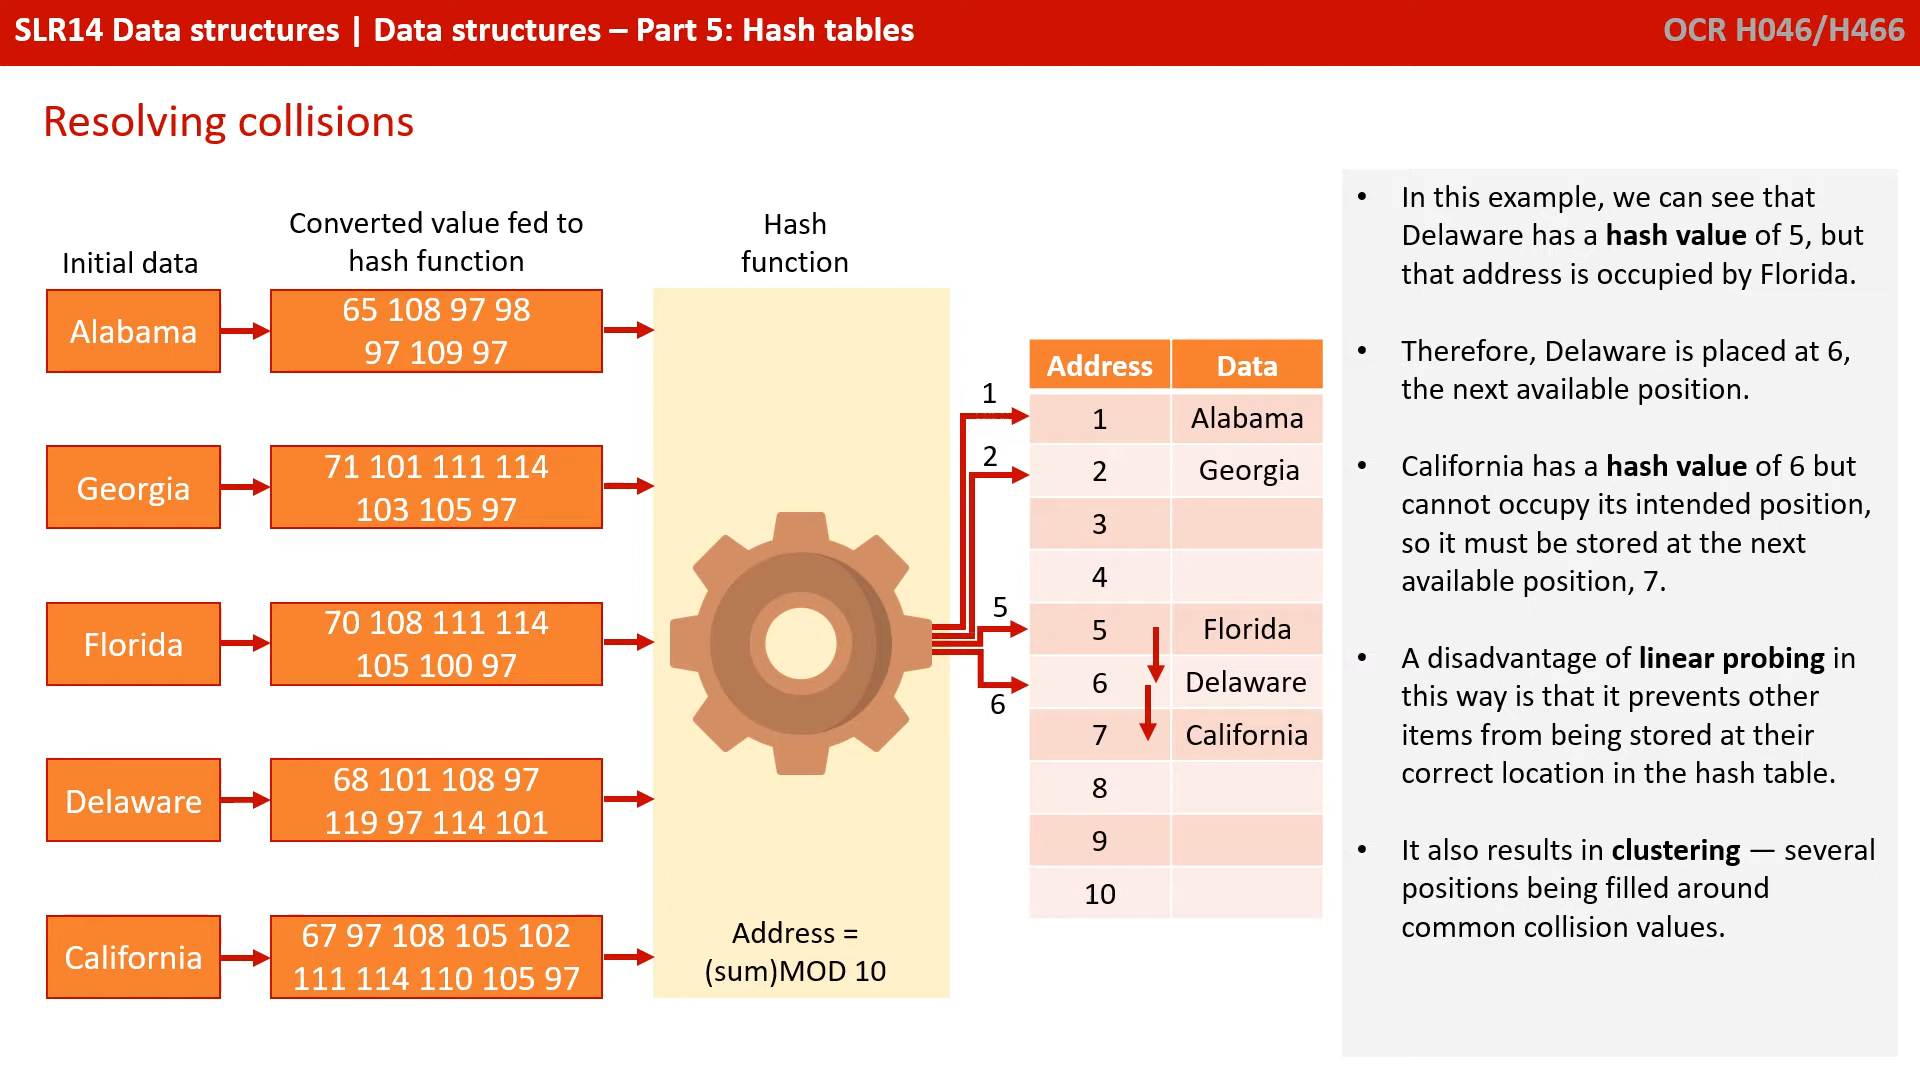 SLR14 Data structures | Data structures – Part 5: Hash tables
OCR H046/H466
Resolving collisions
Initial data
Converted value fed to
hash function
Hash
function
Alabama
65 108 97 98
97 109 97
Georgia
71 101 111 114
103 105 97
Florida
70 108 111 114
105 100 97
Delaware
68 101 108 97
119 97 114 101
California
67 97 108 105 102
111 114 110 105 97
Address =
(sum)MOD 10
1
2
5
6
Address Data
1 Alabama
2 Georgia
3
4
5 Florida
6 Delaware
7 California
8
9
10
• In this example, we can see that
Delaware has a hash value of 5, but
that address is occupied by Florida.
• Therefore, Delaware is placed at 6,
the next available position.
• California has a hash value of 6 but
cannot occupy its intended position,
so it must be stored at the next
available position, 7.
• A disadvantage of linear probing in
this way is that it prevents other
items from being stored at their
correct location in the hash table.
• It also results in clustering — several
positions being filled around
common collision values.